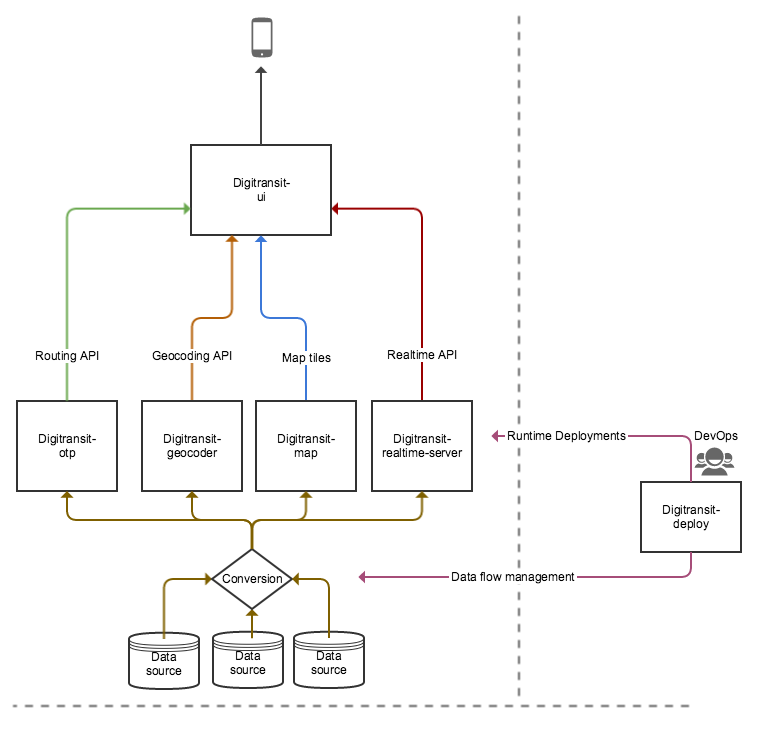 Digitransit-
ui
Routing API
Geocoding API
Map tiles
Realtime API
Digitransit-
otp
Digitransit-
geocoder
Digitransit-
map
Digitransit-
realtime-server
Runtime Deployments
DevOps
Digitransit-
deploy
Conversion
Data flow management
Data
source
Data
source
Data
source